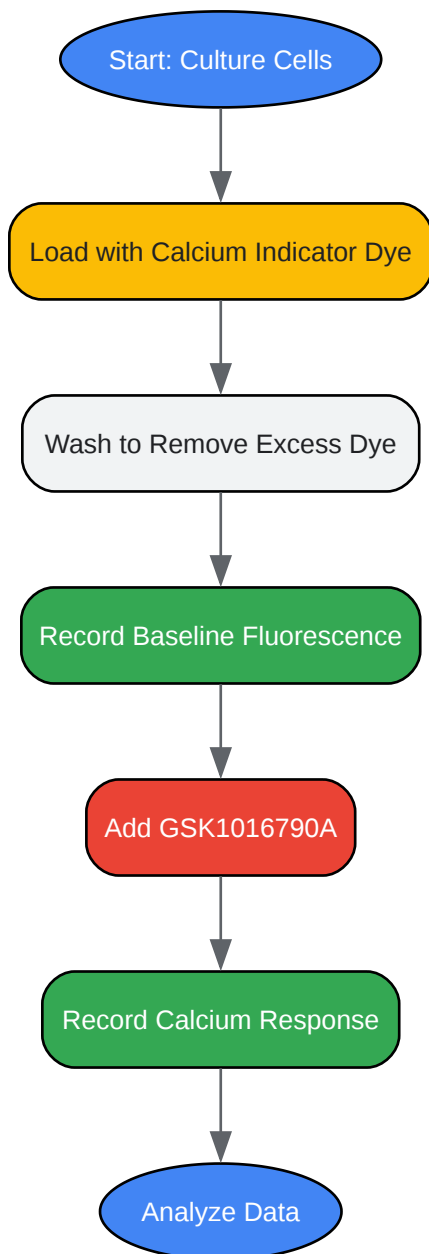 Start: Culture Cells
Load with Calcium Indicator Dye
Wash to Remove Excess Dye
Record Baseline Fluorescence
Add GSK1016790A
Record Calcium Response
Analyze Data